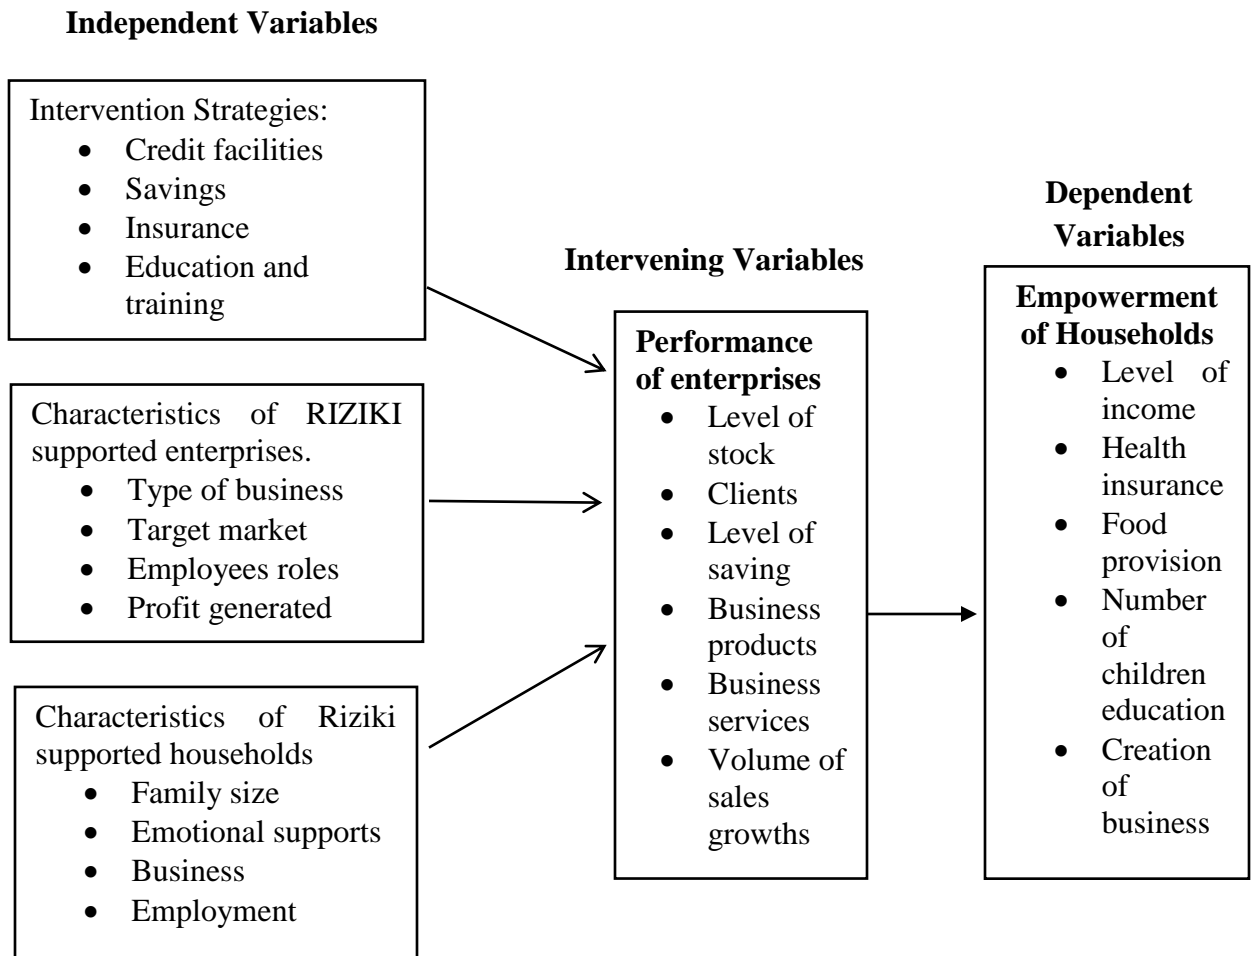 Independent Variables
Intervention Strategies:
• Credit facilities
• Savings
• Insurance
• Education and
training
Characteristics of RIZIKI
supported enterprises.
• Type of business
• Target market
• Employees roles
• Profit generated
Characteristics of Riziki
supported households
• Family size
• Emotional supports
• Business
• Employment
Intervening Variables
Performance
of enterprises
• Level of
stock
• Clients
• Level of
saving
• Business
products
• Business
services
• Volume of
sales
growths
Dependent
Variables
Empowerment
of Households
• Level of
income
• Health
insurance
• Food
provision
• Number
of
children
education
• Creation
of
business